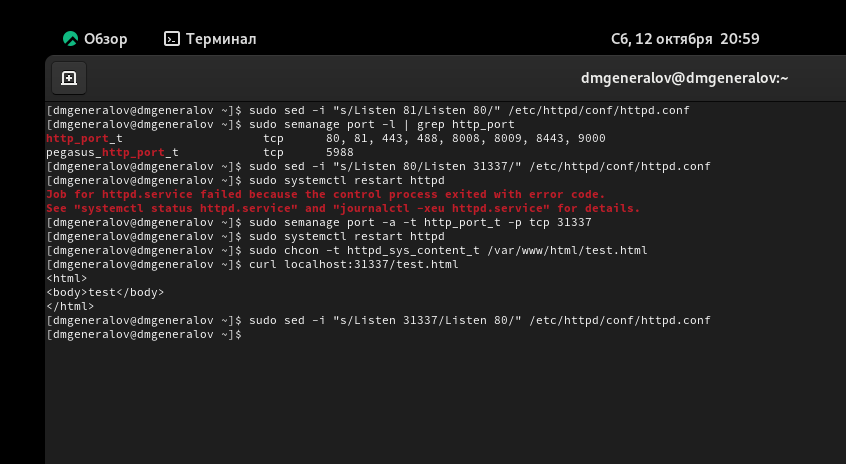 Обзор Терминал Сб, 12 октября 20:59
dmgeneralov@dmgeneralov:~
[dmgeneralov@dmgeneralov ~]$ sudo sed -i "s/Listen 81/Listen 80/" /etc/httpd/conf/httpd.conf
[dmgeneralov@dmgeneralov ~]$ sudo semanage port -l | grep http_port
http_port_t                    tcp      80, 81, 443, 488, 8008, 8009, 8443, 9000
pegasus_http_port_t            tcp      5988
[dmgeneralov@dmgeneralov ~]$ sudo sed -i "s/Listen 80/Listen 31337/" /etc/httpd/conf/httpd.conf
[dmgeneralov@dmgeneralov ~]$ sudo systemctl restart httpd
Job for httpd.service failed because the control process exited with error code.
See "systemctl status httpd.service" and "journalctl -xeu httpd.service" for details.
[dmgeneralov@dmgeneralov ~]$ sudo semanage port -a -t http_port_t -p tcp 31337
[dmgeneralov@dmgeneralov ~]$ sudo systemctl restart httpd
[dmgeneralov@dmgeneralov ~]$ sudo chcon -t httpd_sys_content_t /var/www/html/test.html
[dmgeneralov@dmgeneralov ~]$ curl localhost:31337/test.html
<html>
<body>test</body>
</html>
[dmgeneralov@dmgeneralov ~]$ sudo sed -i "s/Listen 31337/Listen 80/" /etc/httpd/conf/httpd.conf
[dmgeneralov@dmgeneralov ~]$